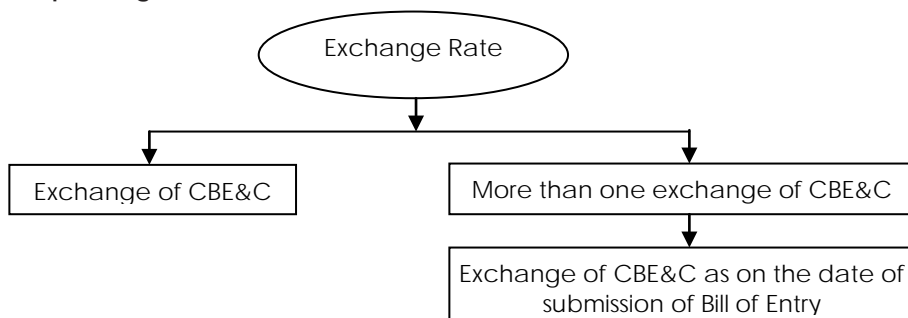 Exchange Rate
Exchange of CBE&C
More than one exchange of CBE&C
Exchange of CBE&C as on the date of
submission of Bill of Entry